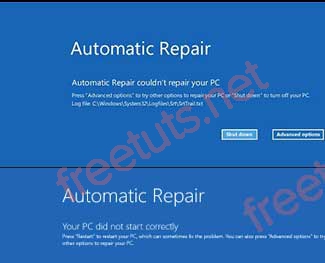 Automatic Repair
Automatic Repair couldn't repair your PC
Press "Advanced options" to try other options to repair your PC or "Shut down" to turn off your PC.
Log file: C:\Windows\System32\Logfiles\Srt\SrtTrail.txt
Shut down
Advanced options
freetuts.net
Automatic Repair
Your PC did not start correctly
Press "Restart" to restart your PC, which can sometimes fix the problem. You can also press "Advanced options" to try
other options to repair your PC.
freetuts